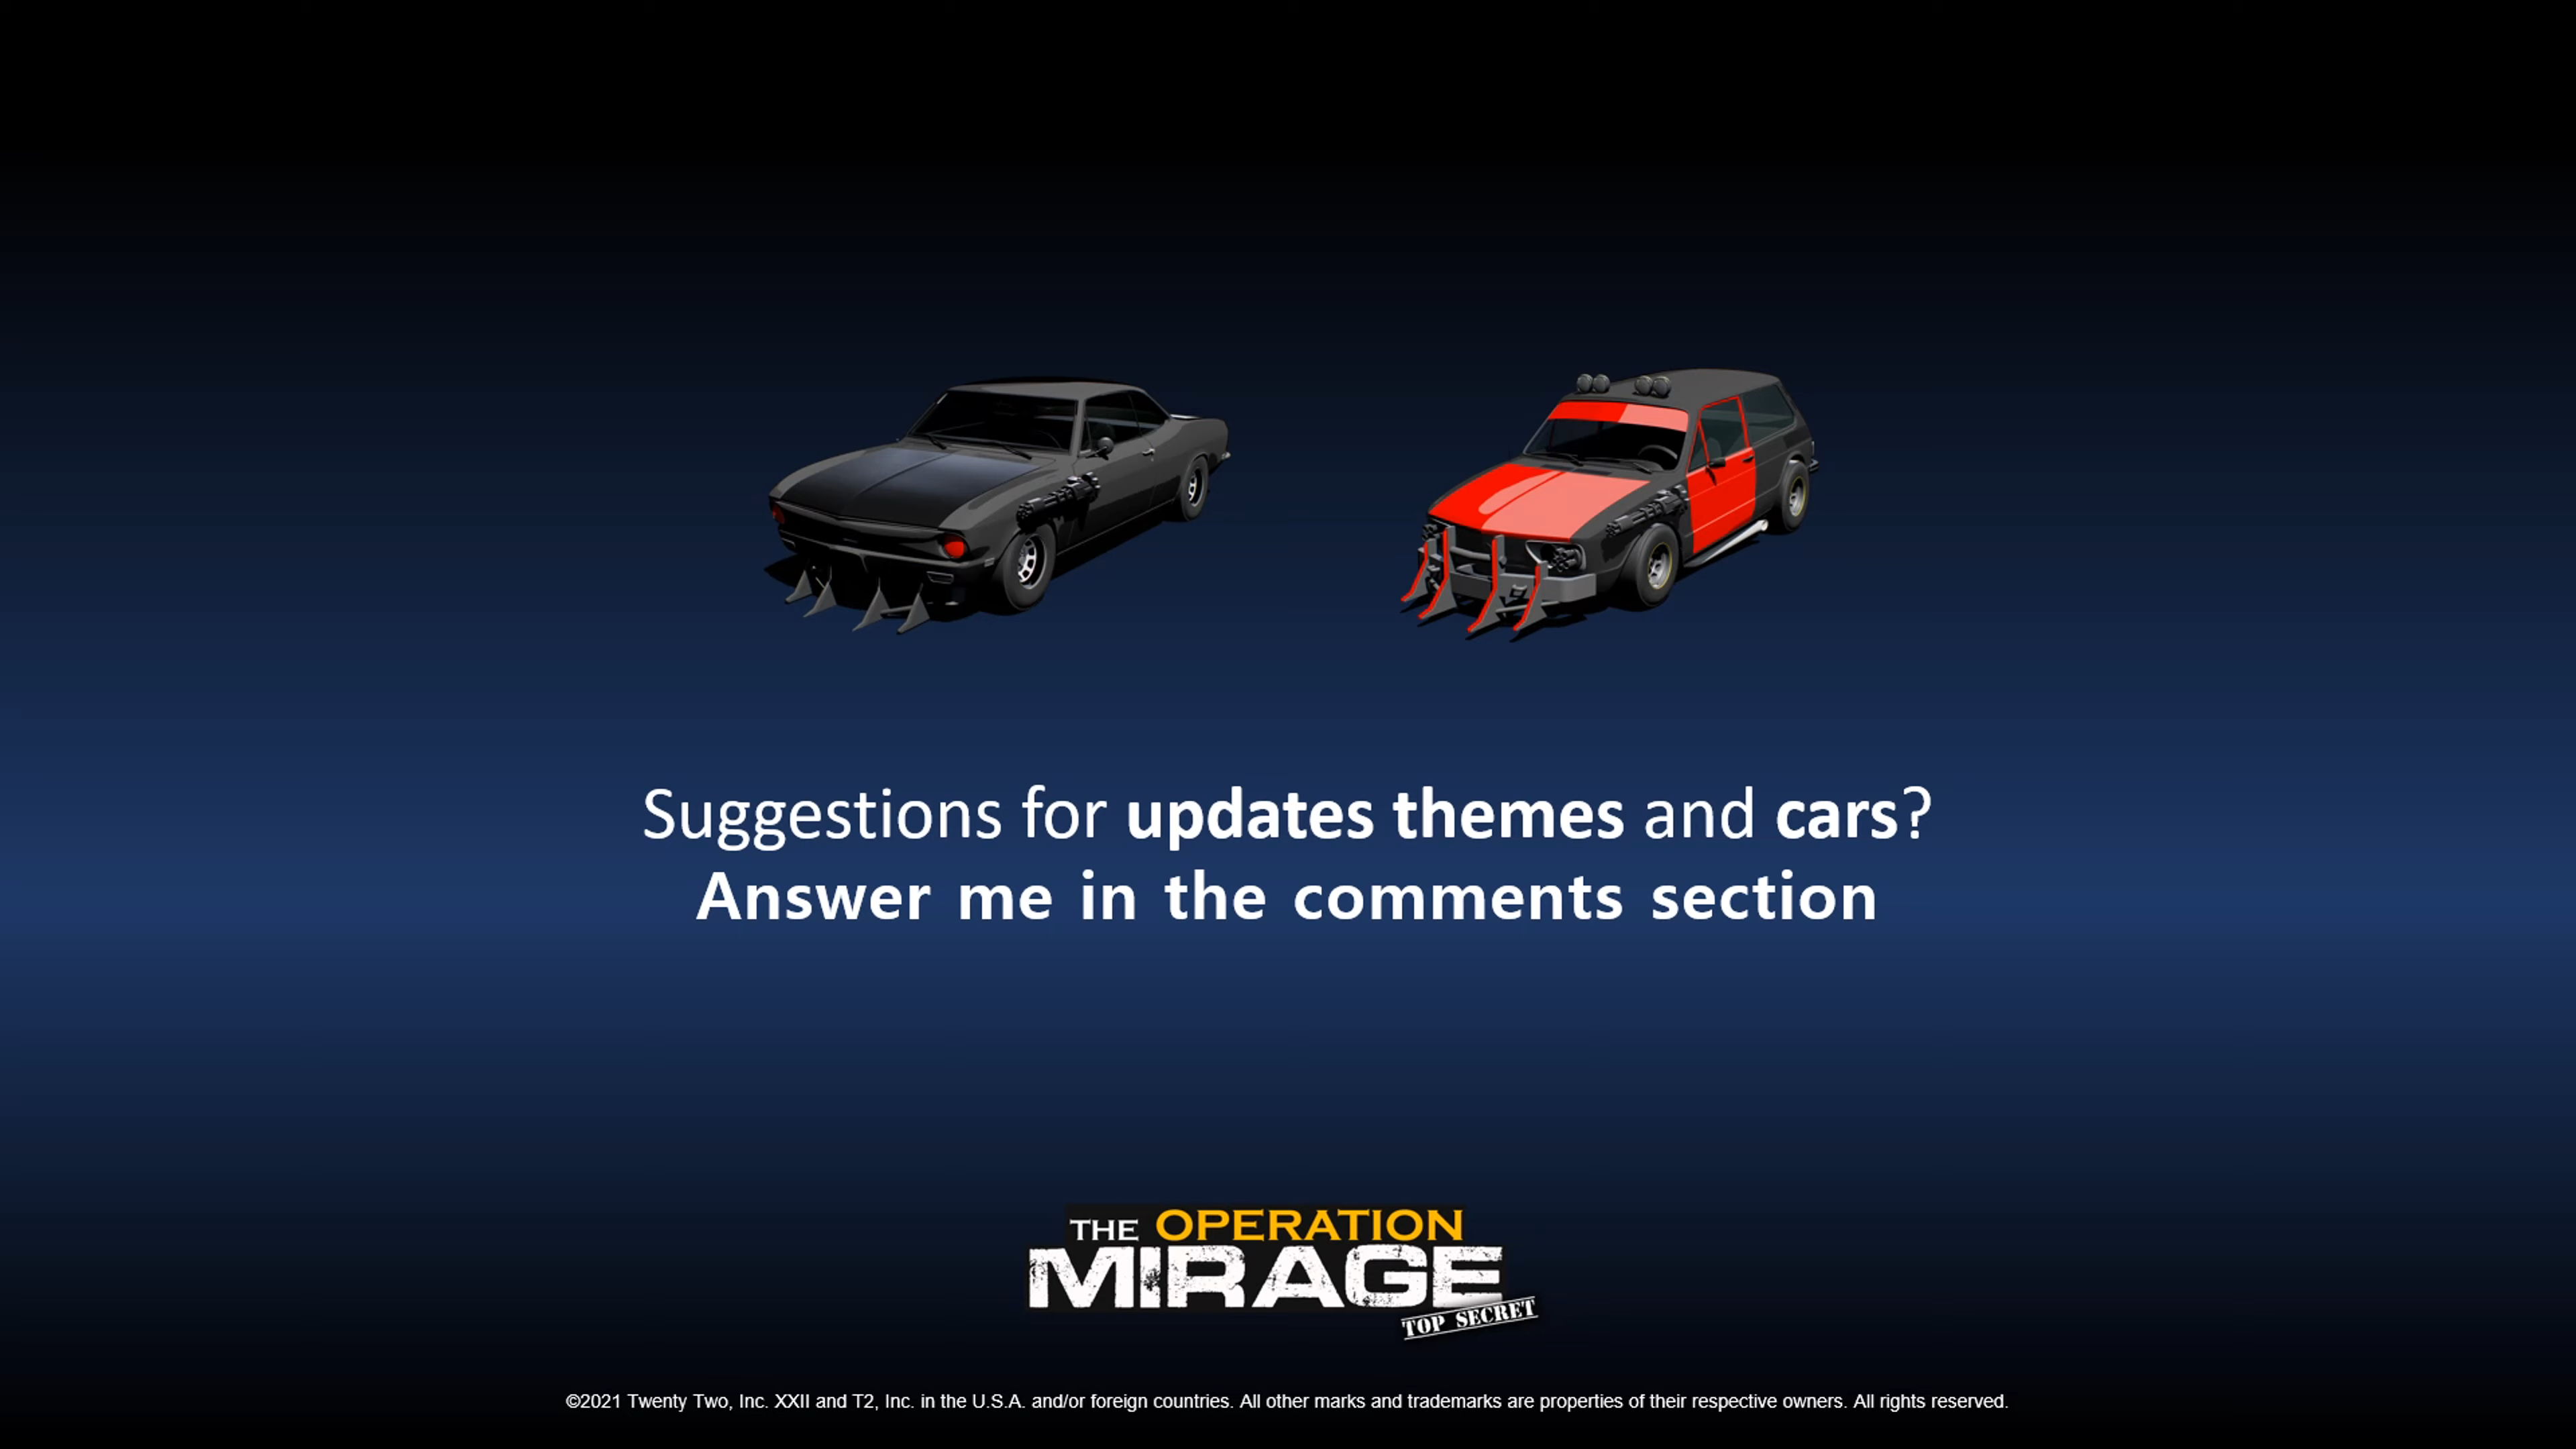 Suggestions for updates themes and cars?
Answer me in the comments section
THE OPERATION
MIRAGE
TOP SECRET
©2021 Twenty Two, Inc. XXII and T2, Inc. in the U.S.A. and/or foreign countries. All other marks and trademarks are properties of their respective owners. All rights reserved.